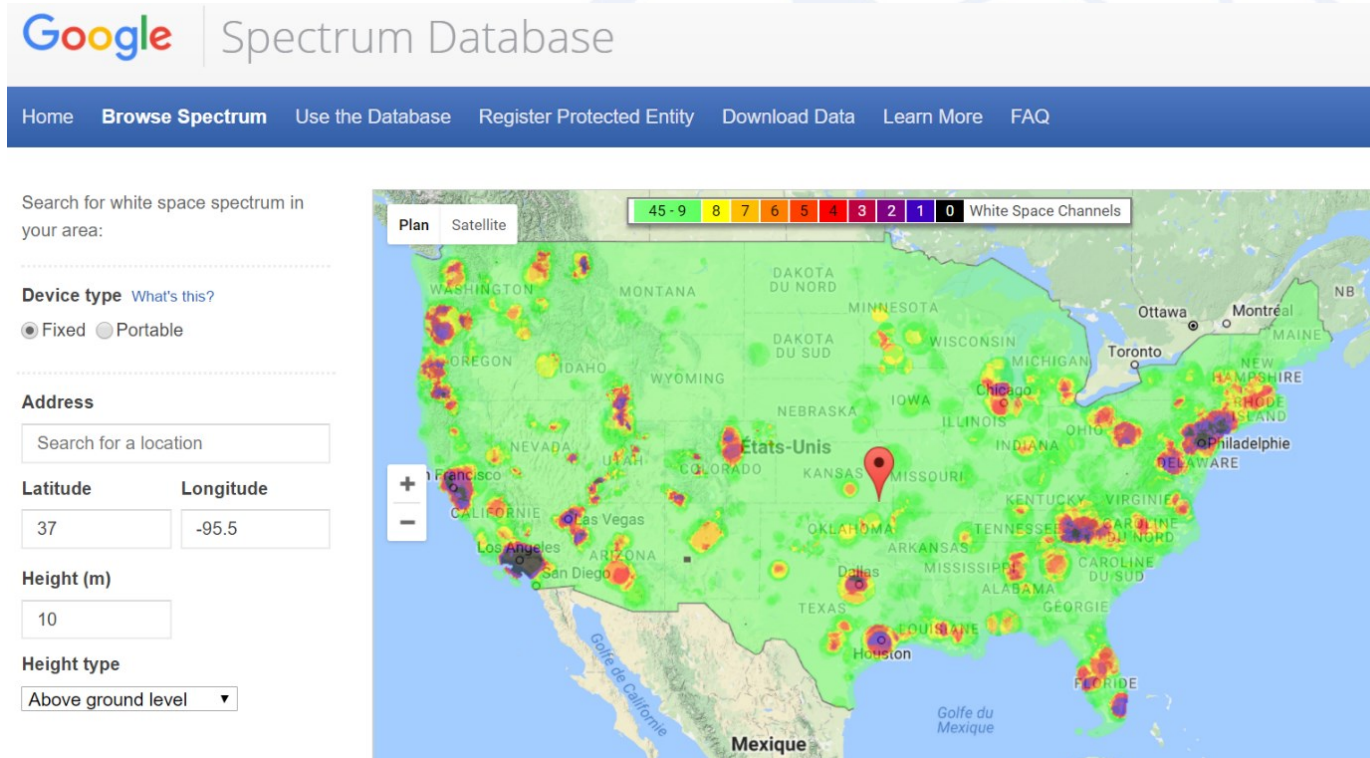 Google Spectrum Database
Home Browse Spectrum Use the Database Register Protected Entity Download Data Learn More FAQ
Search for white space spectrum in
your area:
Device type What's this?
Fixed Portable
Address
Search for a location
Latitude Longitude
37 -95.5
Height (m)
10
Height type
Above ground level
Plan Satellite
45 - 9 8 7 6 5 4 3 2 1 0 White Space Channels
WASHINGTON
MONTANA
DAKOTA
DU NORD
MINNESOTA
Ottawa
Montréal
NB
MAINE
OREGON
IDAHO
WYOMING
DAKOTA
DU SUD
WISCONSIN
MICHIGAN
Toronto
NEW
HAMPSHIRE
RHODE
ISLAND
NEBRASKA
IOWA
Chicago
ILLINOIS
INDIANA
OHIO
Philadelphie
DELAWARE
NEVADA
UTAH
COLORADO
États-Unis
KANSAS
MISSOURI
KENTUCKY
VIRGINIE
n Francisco
CALIFORNIE
Las Vegas
OKLAHOMA
TENNESSEE
CAROLINE
DU NORD
Los Angeles
ARIZONA
ARKANSAS
San Diego
Dallas
MISSISSIPPI
CAROLINE
DU SUD
ALABAMA
TEXAS
GÉORGIE
LOUISIANE
Houston
FLORIDE
Golfe de Californie
Golfe du
Mexique
Mexique